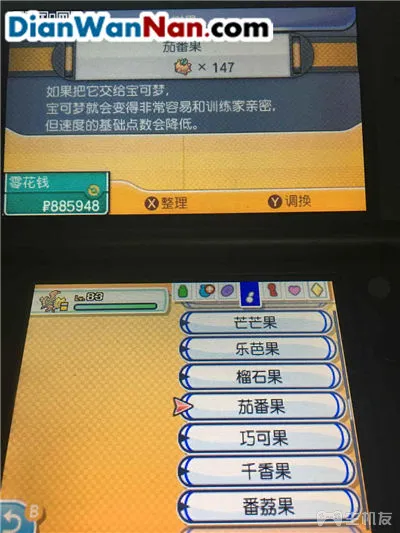 DianWanNan.com
茄番果
× 147
如果把它交给宝可梦,
宝可梦就会变得非常容易和训练家亲密,
但速度的基础点数会降低。
零花钱
₽885948
X 整理
Y 调换
Lv. 83
芒芒果
乐芭果
榴石果
茄番果
巧可果
千香果
番荔果
B
手机友